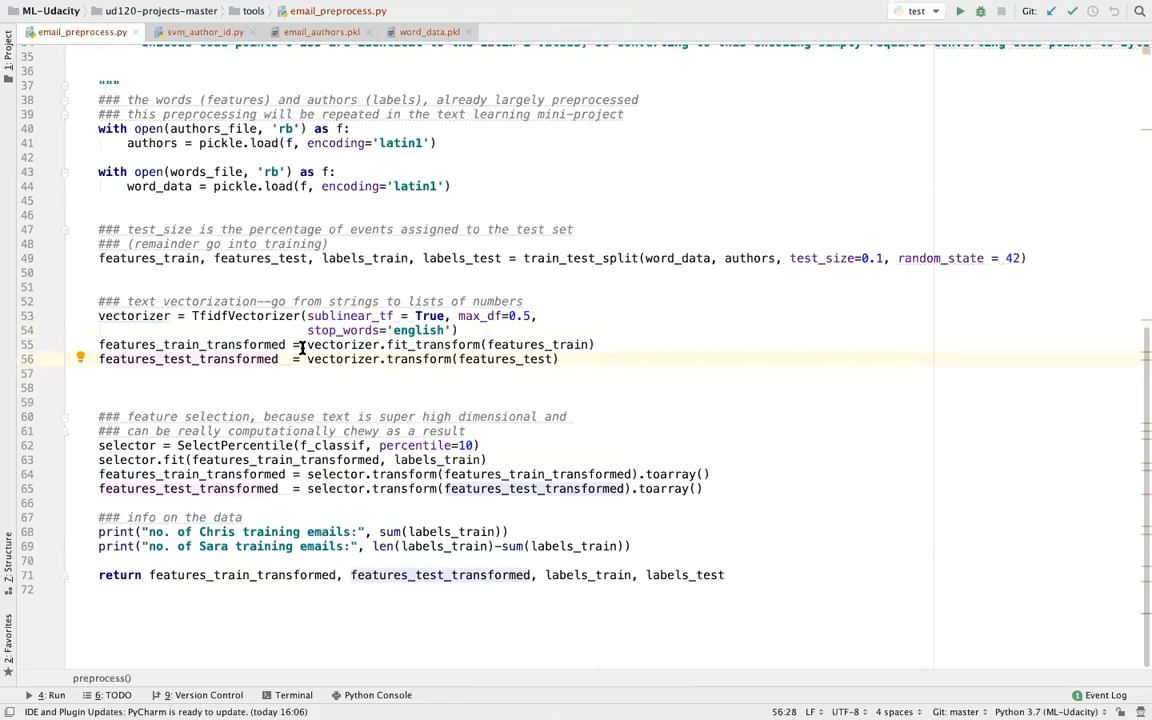 ML-Udacity ud120-projects-master tools email_preprocess.py test Git:
email_preprocess.py svm_author_id.py email_authors.pkl word_data.pkl
35
36
37 """
38 ### the words (features) and authors (labels), already largely preprocessed
39 ### this preprocessing will be repeated in the text learning mini-project
40 with open(authors_file, 'rb') as f:
41 authors = pickle.load(f, encoding='latin1')
42
43 with open(words_file, 'rb') as f:
44 word_data = pickle.load(f, encoding='latin1')
45
46
47 ### test_size is the percentage of events assigned to the test set
48 ### (remainder go into training)
49 features_train, features_test, labels_train, labels_test = train_test_split(word_data, authors, test_size=0.1, random_state = 42)
50
51
52 ### text vectorization--go from strings to lists of numbers
53 vectorizer = TfidfVectorizer(sublinear_tf = True, max_df=0.5,
54 stop_words='english')
55 features_train_transformed = vectorizer.fit_transform(features_train)
56 features_test_transformed = vectorizer.transform(features_test)
57
58
59
60 ### feature selection, because text is super high dimensional and
61 ### can be really computationally chewy as a result
62 selector = SelectPercentile(f_classif, percentile=10)
63 selector.fit(features_train_transformed, labels_train)
64 features_train_transformed = selector.transform(features_train_transformed).toarray()
65 features_test_transformed = selector.transform(features_test_transformed).toarray()
66
67 ### info on the data
68 print("no. of Chris training emails:", sum(labels_train))
69 print("no. of Sara training emails:", len(labels_train)-sum(labels_train))
70
71 return features_train_transformed, features_test_transformed, labels_train, labels_test
72
1: Project
7: Structure
2: Favorites
preprocess()
4: Run 6: TODO 9: Version Control Terminal Python Console Event Log
IDE and Plugin Updates: PyCharm is ready to update. (today 16:06) 56:28 LF UTF-8 4 spaces Git: master Python 3.7 (ML-Udacity)